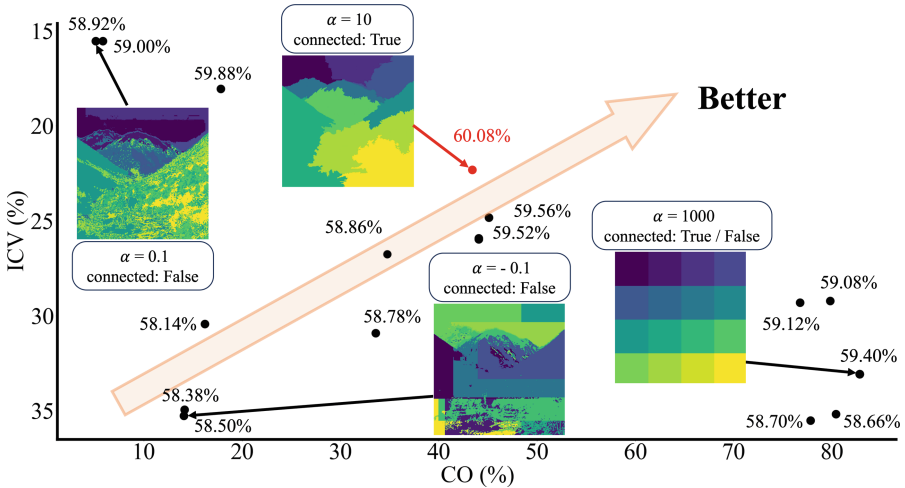 15
20
25
30
35
ICV (%)
10
20
30
40
50
60
70
80
CO (%)
58.92%
59.00%
59.88%
α = 10
connected: True
60.08%
Better
α = 0.1
connected: False
58.86%
59.56%
59.52%
α = - 0.1
connected: False
α = 1000
connected: True / False
58.14%
58.78%
59.08%
59.12%
59.40%
58.38%
58.50%
58.70%
58.66%